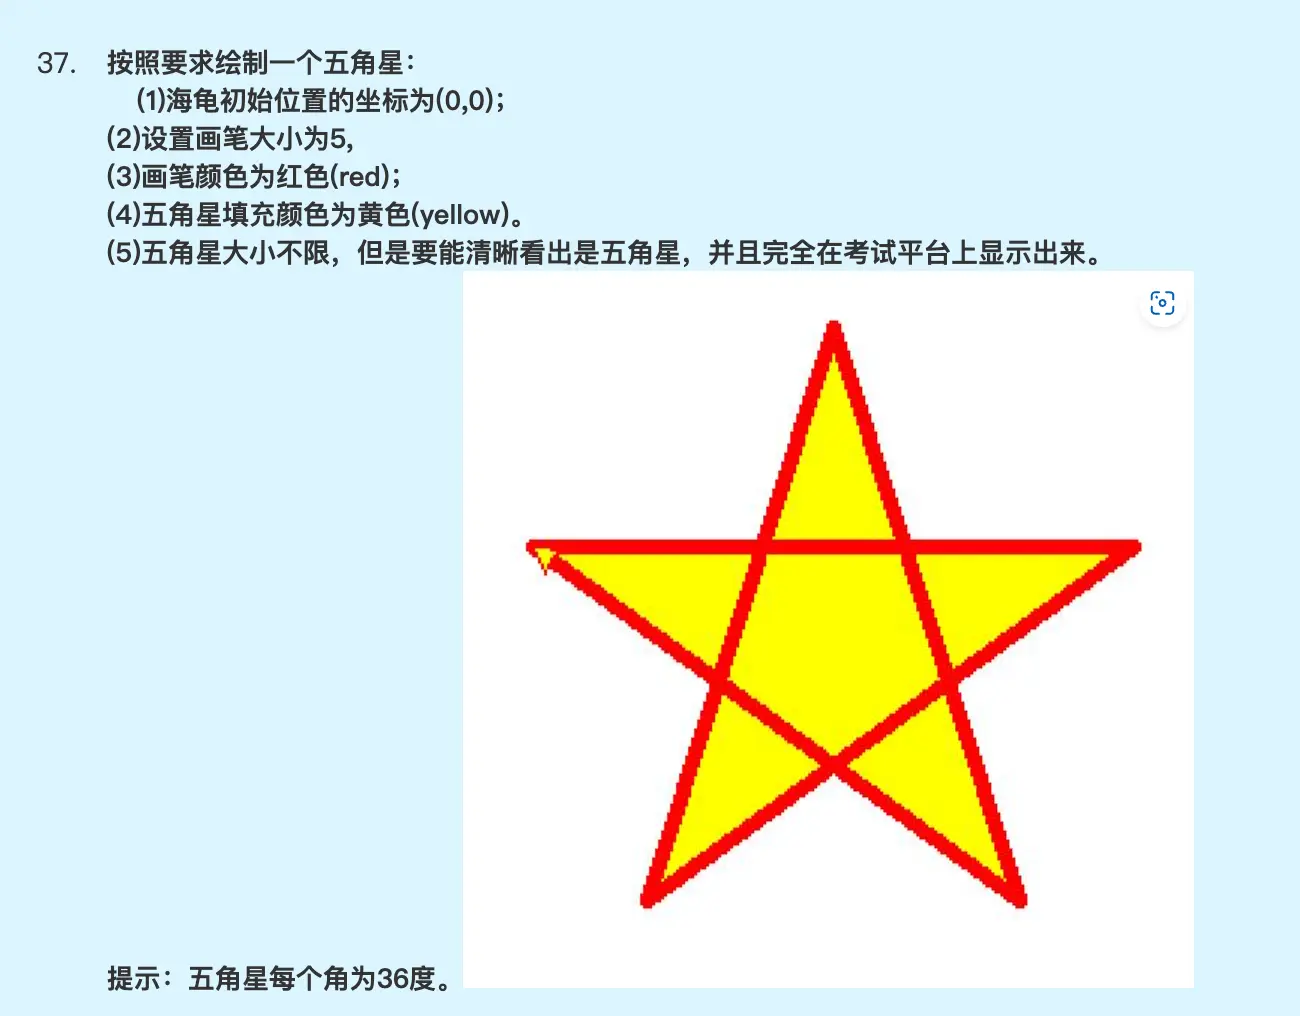 37. 按照要求绘制一个五角星：
(1)海龟初始位置的坐标为(0,0)；
(2)设置画笔大小为5,
(3)画笔颜色为红色(red)；
(4)五角星填充颜色为黄色(yellow)。
(5)五角星大小不限，但是要能清晰看出是五角星，并且完全在考试平台上显示出来。
提示：五角星每个角为36度。